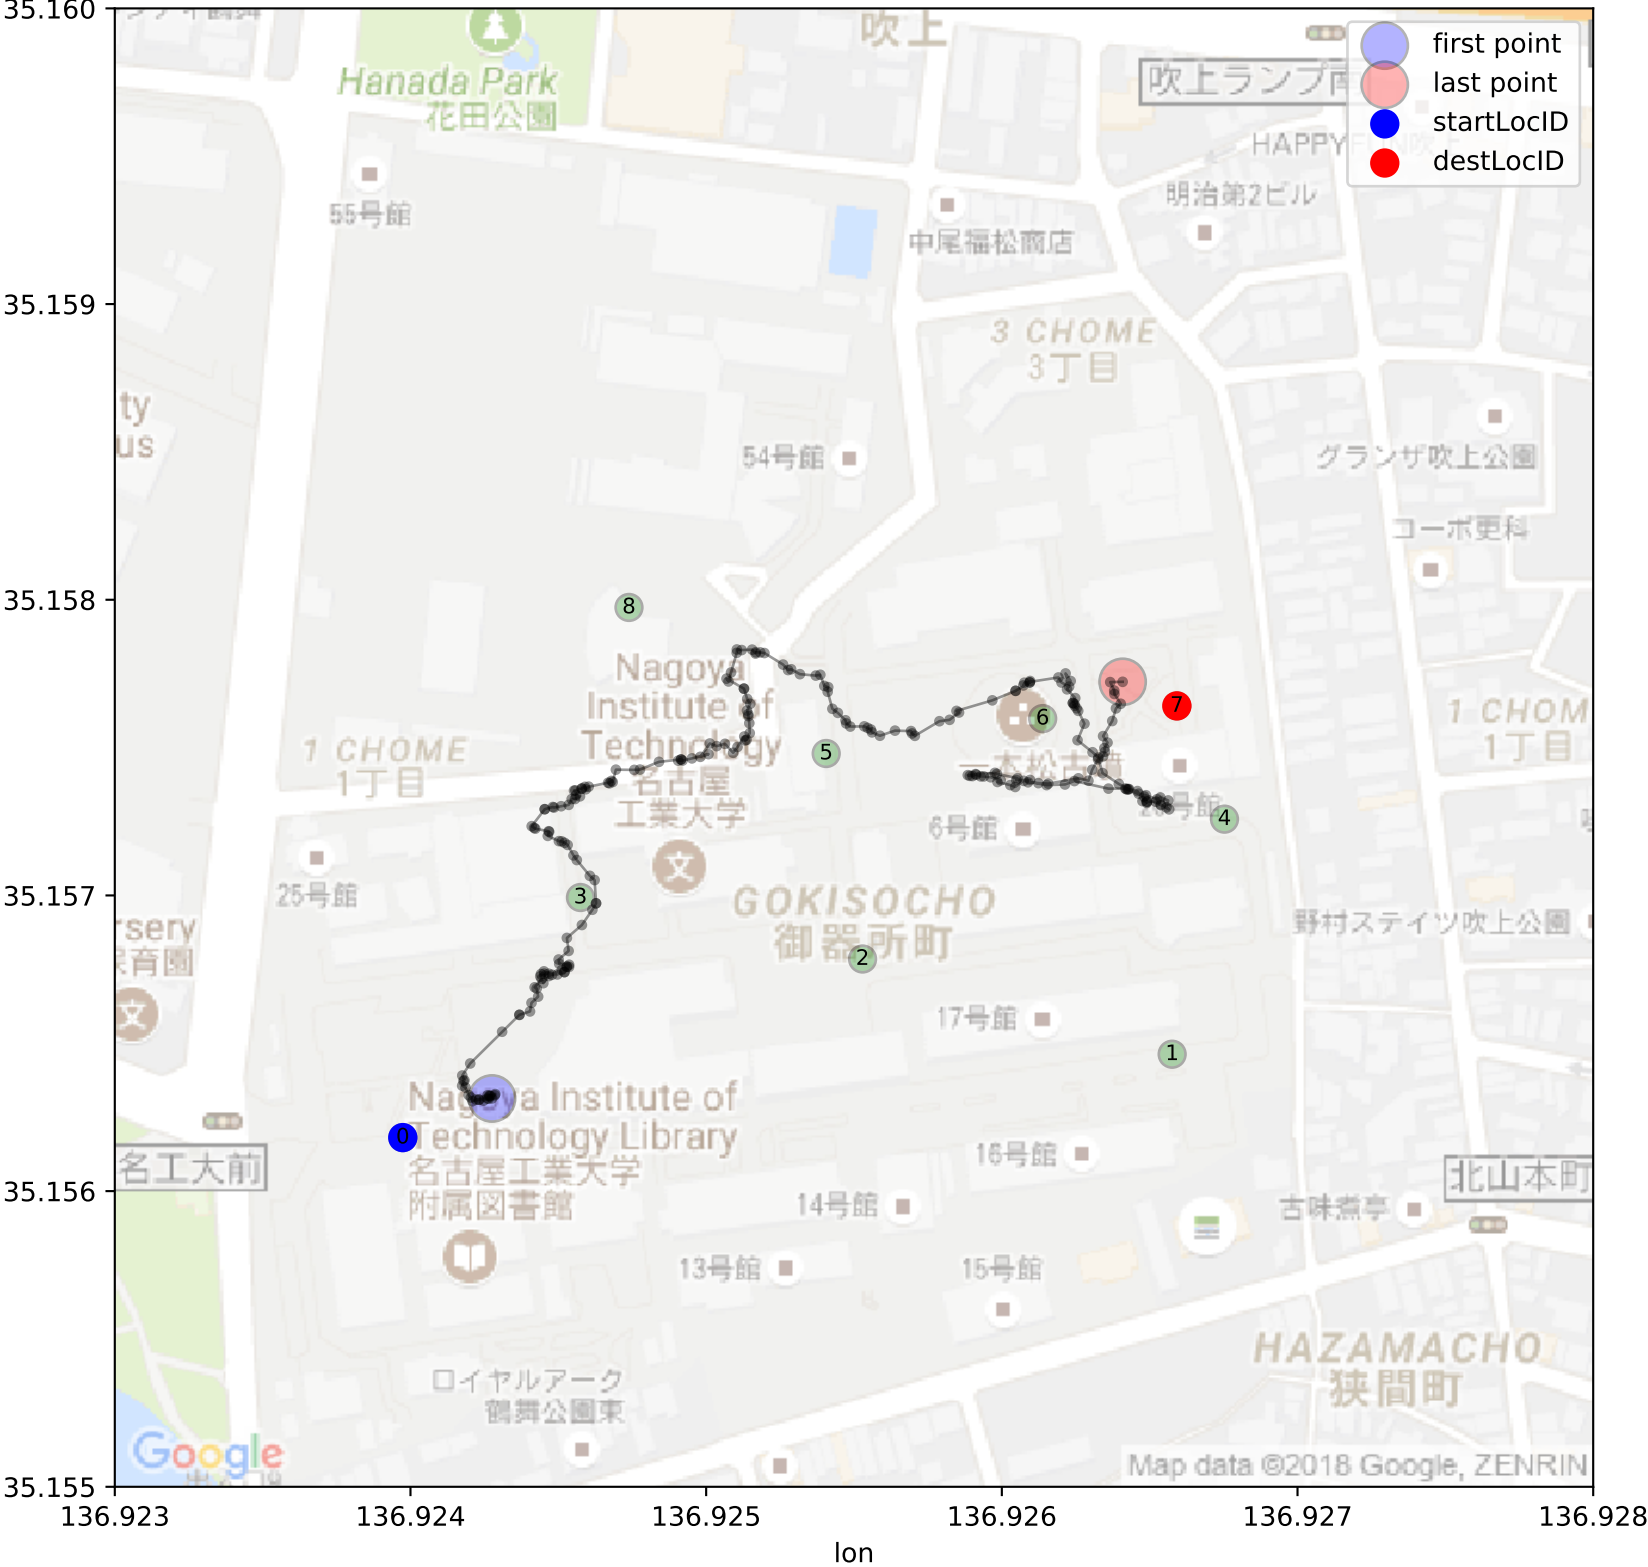 35.160
吹上
first point
last point
startLocID
destLocID
Hanada Park
花田公園
55号館
明治第2ビル
中尾福松商店
35.159
3 CHOME
3丁目
ty
us
54号館
グランザ吹上公園
コーポ更科
35.158
8
Nagoya
Institute of
Technology
名古屋
工業大学
7
6
5
一本松古墳
1 CHOME
1丁目
1 CHOM
1丁目
6号館
4
35.157
25号館
3
GOKISOCHO
御器所町
2
野村ステイツ吹上公園
rsery
育園
17号館
1
Nagoya Institute of
Technology Library
名古屋工業大学
附属図書館
0
名工大前
16号館
北山本町
35.156
14号館
古味煮亭
13号館
15号館
HAZAMACHO
狭間町
ロイヤルアーク
鶴舞公園東
Google
Map data ©2018 Google, ZENRIN
35.155
136.923
136.924
136.925
136.926
136.927
136.928
lon